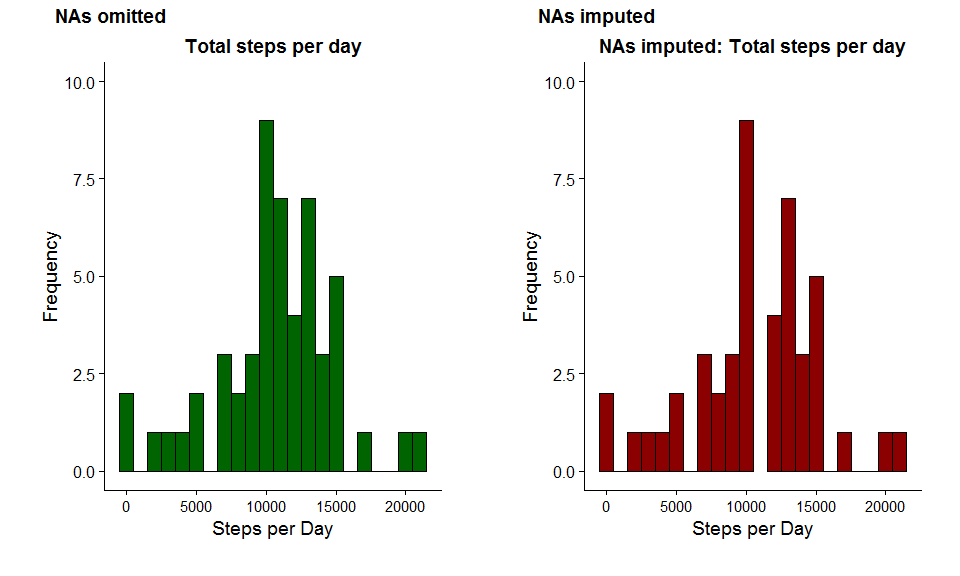 NAs omitted
Total steps per day
10.0
7.5
5.0
2.5
0.0
Frequency
0 5000 10000 15000 20000
Steps per Day
NAs imputed
NAs imputed: Total steps per day
10.0
7.5
5.0
2.5
0.0
Frequency
0 5000 10000 15000 20000
Steps per Day